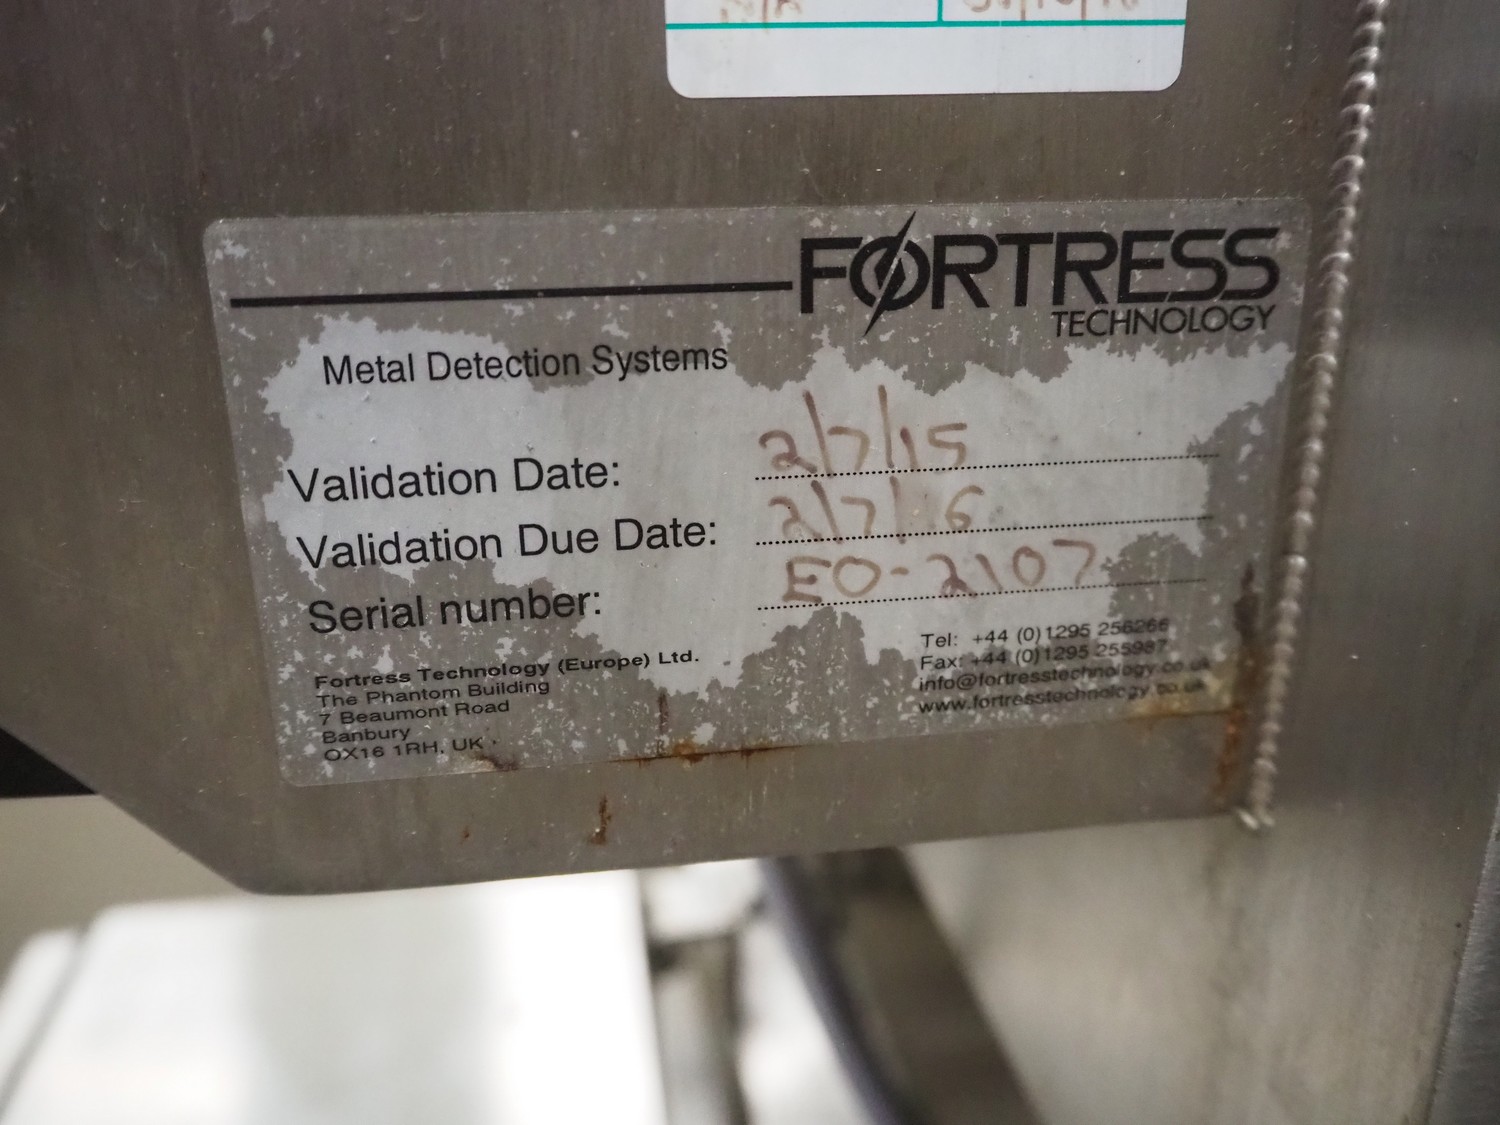 FORTRESS
TECHNOLOGY
Metal Detection Systems
Validation Date: 2/7/15
Validation Due Date: 2/7/ 6
Serial number: EO-2107
Fortress Technology (Europe) Ltd.
The Phantom Building
7 Beaumont Road
Banbury
OX16 1RH, UK
Tel: +44 (0)1295 256266
Fax: +44 (0)1295 255987
info@fortresstechnology.co.uk
www.fortresstechnology.co.uk